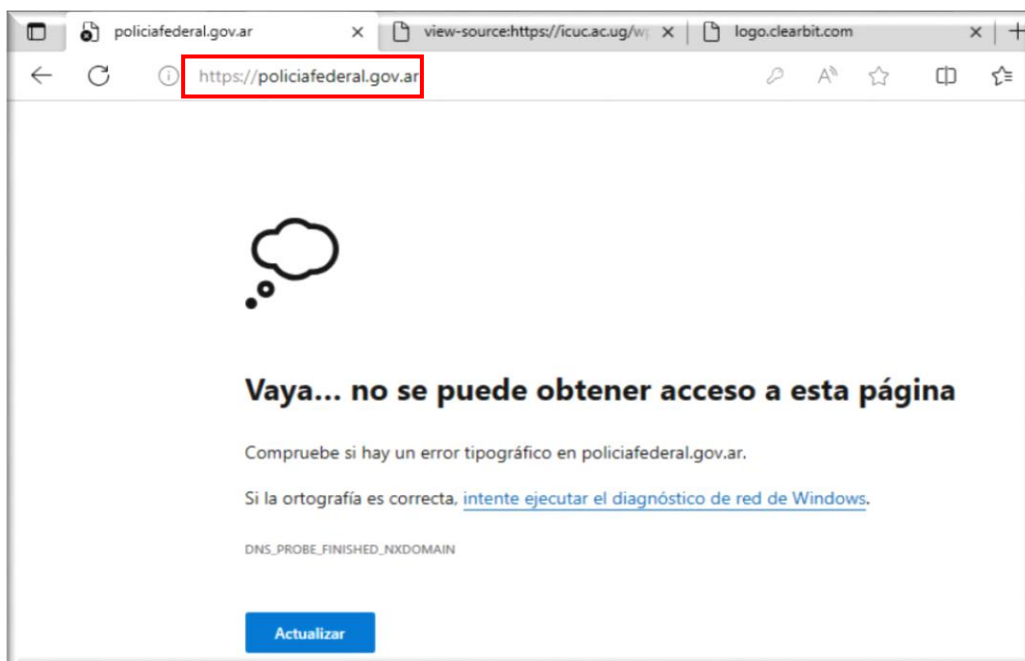 policiafederal.gov.ar
view-source:https://icuc.ac.ug/wp
logo.clearbit.com
https://policiafederal.gov.ar
Vaya... no se puede obtener acceso a esta página
Compruebe si hay un error tipográfico en policiafederal.gov.ar.
Si la ortografía es correcta, intente ejecutar el diagnóstico de red de Windows.
DNS_PROBE_FINISHED_NXDOMAIN
Actualizar